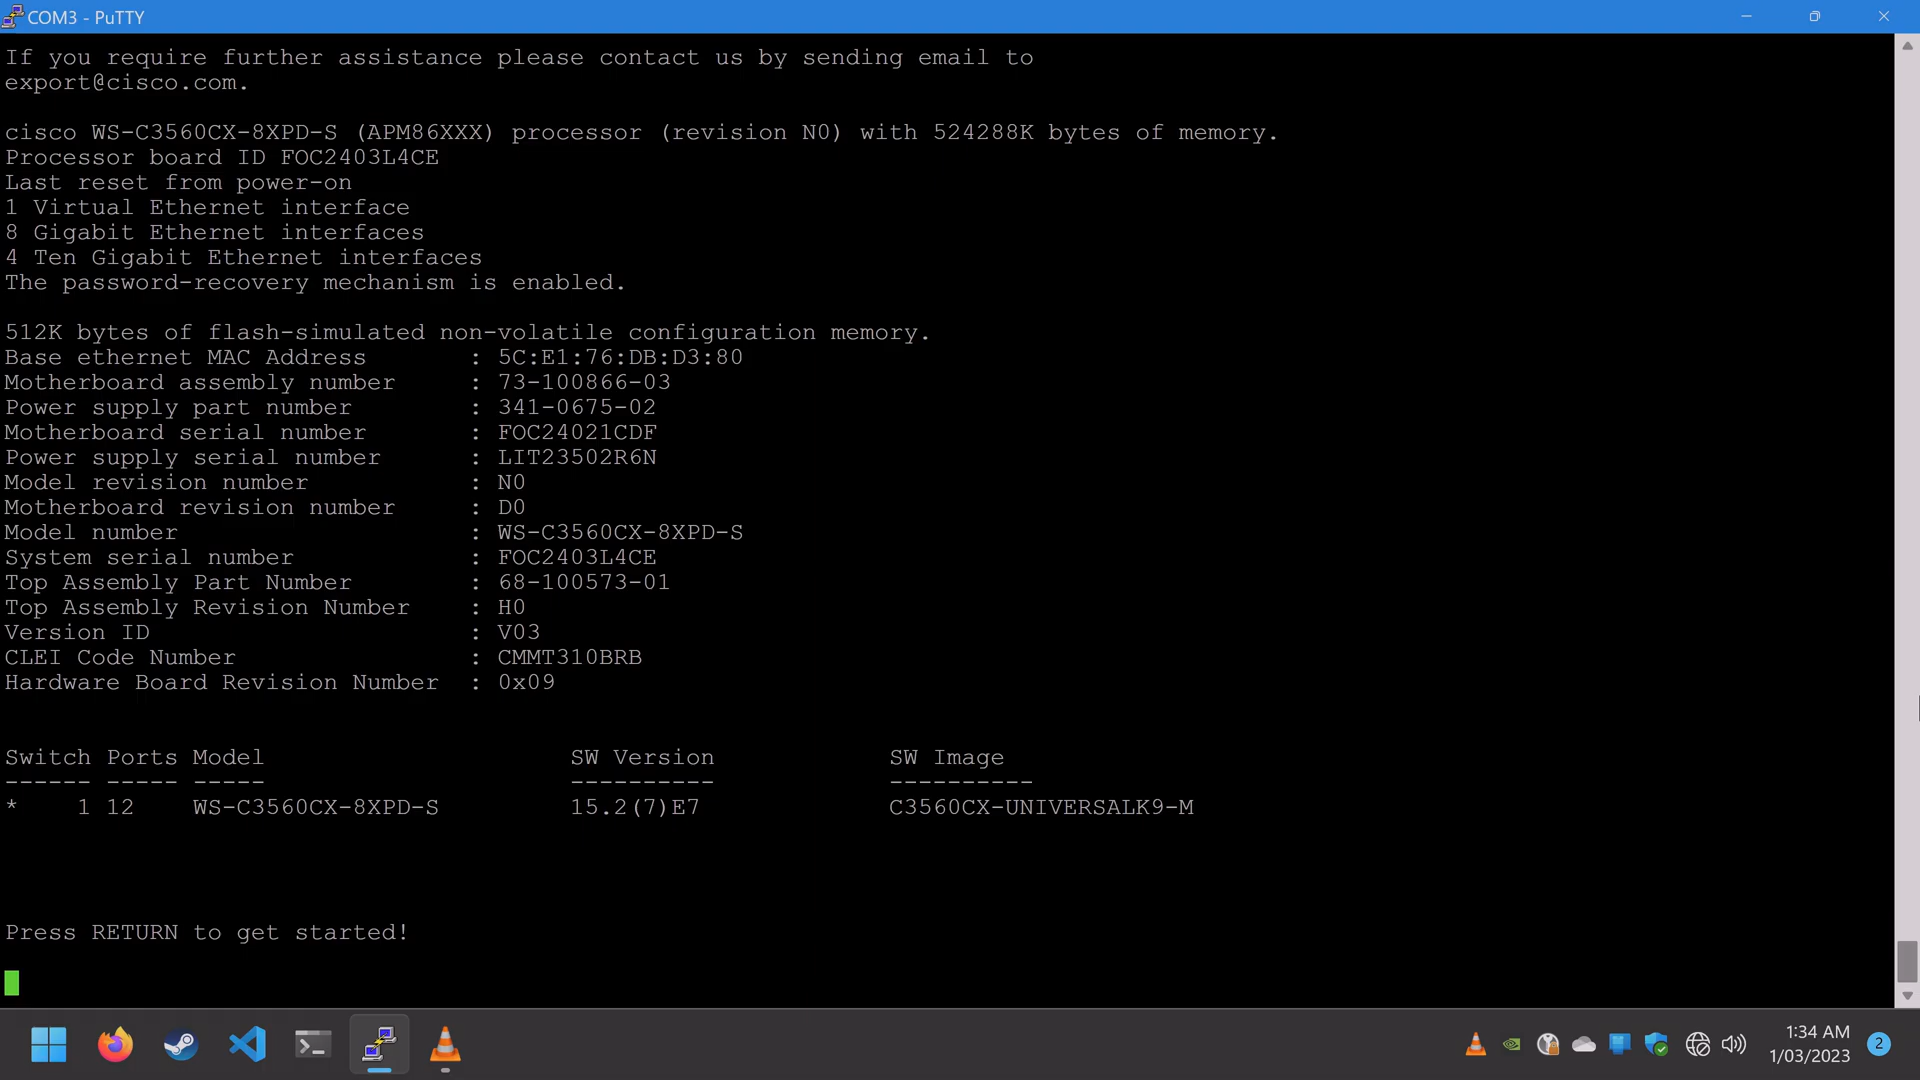 COM3 - PuTTY
If you require further assistance please contact us by sending email to
export@cisco.com.
cisco WS-C3560CX-8XPD-S (APM86XXX) processor (revision N0) with 524288K bytes of memory.
Processor board ID FOC2403L4CE
Last reset from power-on
1 Virtual Ethernet interface
8 Gigabit Ethernet interfaces
4 Ten Gigabit Ethernet interfaces
The password-recovery mechanism is enabled.
512K bytes of flash-simulated non-volatile configuration memory.
Base ethernet MAC Address : 5C:E1:76:DB:D3:80
Motherboard assembly number : 73-100866-03
Power supply part number : 341-0675-02
Motherboard serial number : FOC24021CDF
Power supply serial number : LIT23502R6N
Model revision number : N0
Motherboard revision number : D0
Model number : WS-C3560CX-8XPD-S
System serial number : FOC2403L4CE
Top Assembly Part Number : 68-100573-01
Top Assembly Revision Number : H0
Version ID : V03
CLEI Code Number : CMMT310BRB
Hardware Board Revision Number : 0x09
Switch Ports Model SW Version SW Image
------ ----- ----- ---------- ----------
* 1 12 WS-C3560CX-8XPD-S 15.2(7)E7 C3560CX-UNIVERSALK9-M
Press RETURN to get started!
1:34 AM
1/03/2023
2